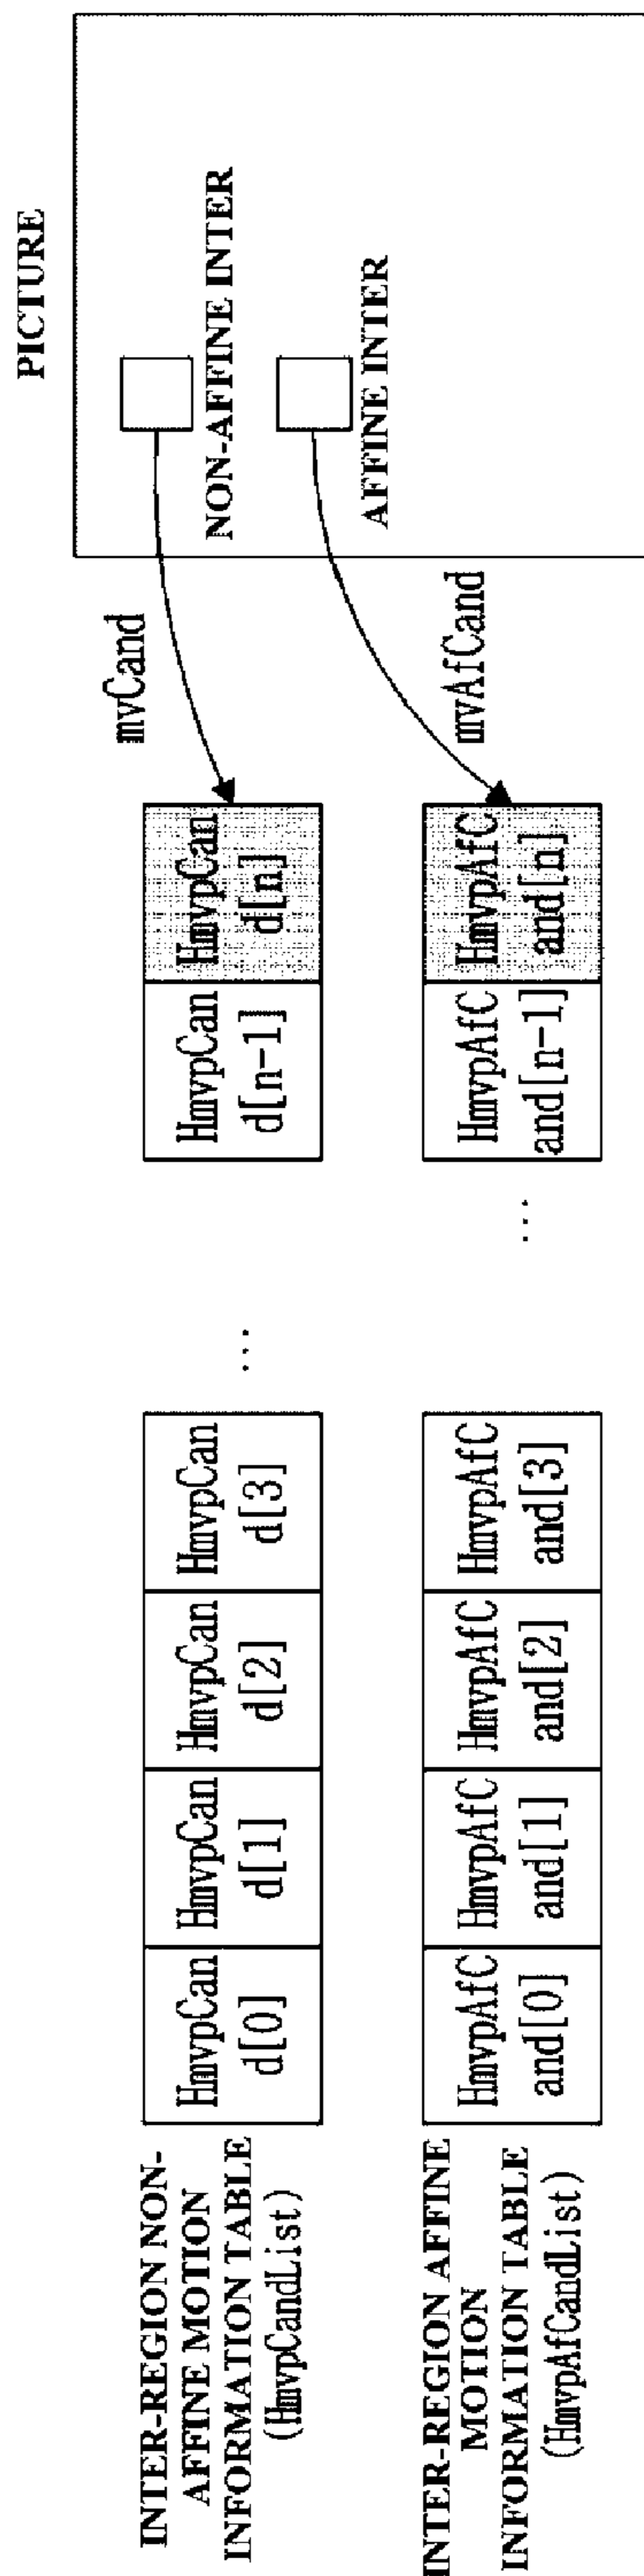 INTER-REGION NON-
AFFINE MOTION
INFORMATION TABLE
(HmvpCandList)
HmvpCan
d[0]
HmvpCan
d[1]
HmvpCan
d[2]
HmvpCan
d[3]
...
HmvpCan
d[n-1]
HmvpCan
d[n]
mvCand
PICTURE
NON-AFFINE INTER
AFFINE INTER
INTER-REGION AFFINE
MOTION
INFORMATION TABLE
(HmvpAfCandList)
HmvpAfC
and[0]
HmvpAfC
and[1]
HmvpAfC
and[2]
HmvpAfC
and[3]
...
HmvpAfC
and[n-1]
HmvpAfC
and[n]
mvAfCand